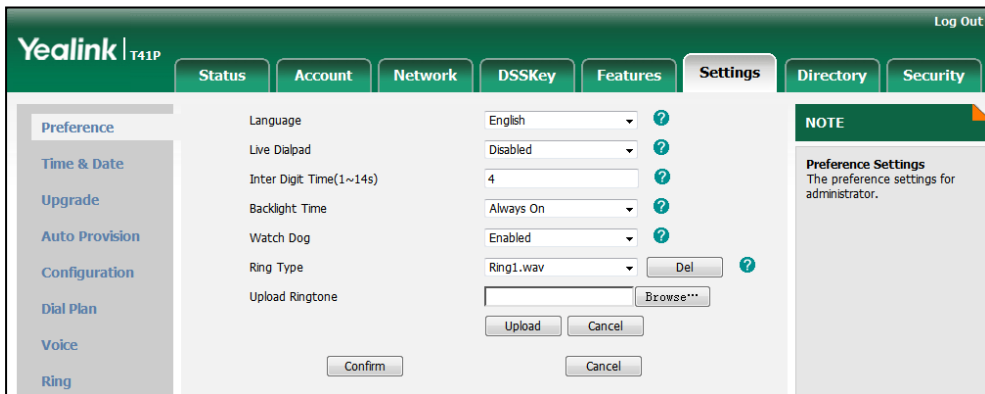 Log Out
Yealink T41P
Status Account Network DSSKey Features Settings Directory Security
Preference
Time & Date
Upgrade
Auto Provision
Configuration
Dial Plan
Voice
Ring
Language English ?
Live Dialpad Disabled ?
Inter Digit Time(1~14s) 4 ?
Backlight Time Always On ?
Watch Dog Enabled ?
Ring Type Ring1.wav Del ?
Upload Ringtone Browse...
Upload Cancel
Confirm Cancel
NOTE
Preference Settings
The preference settings for
administrator.